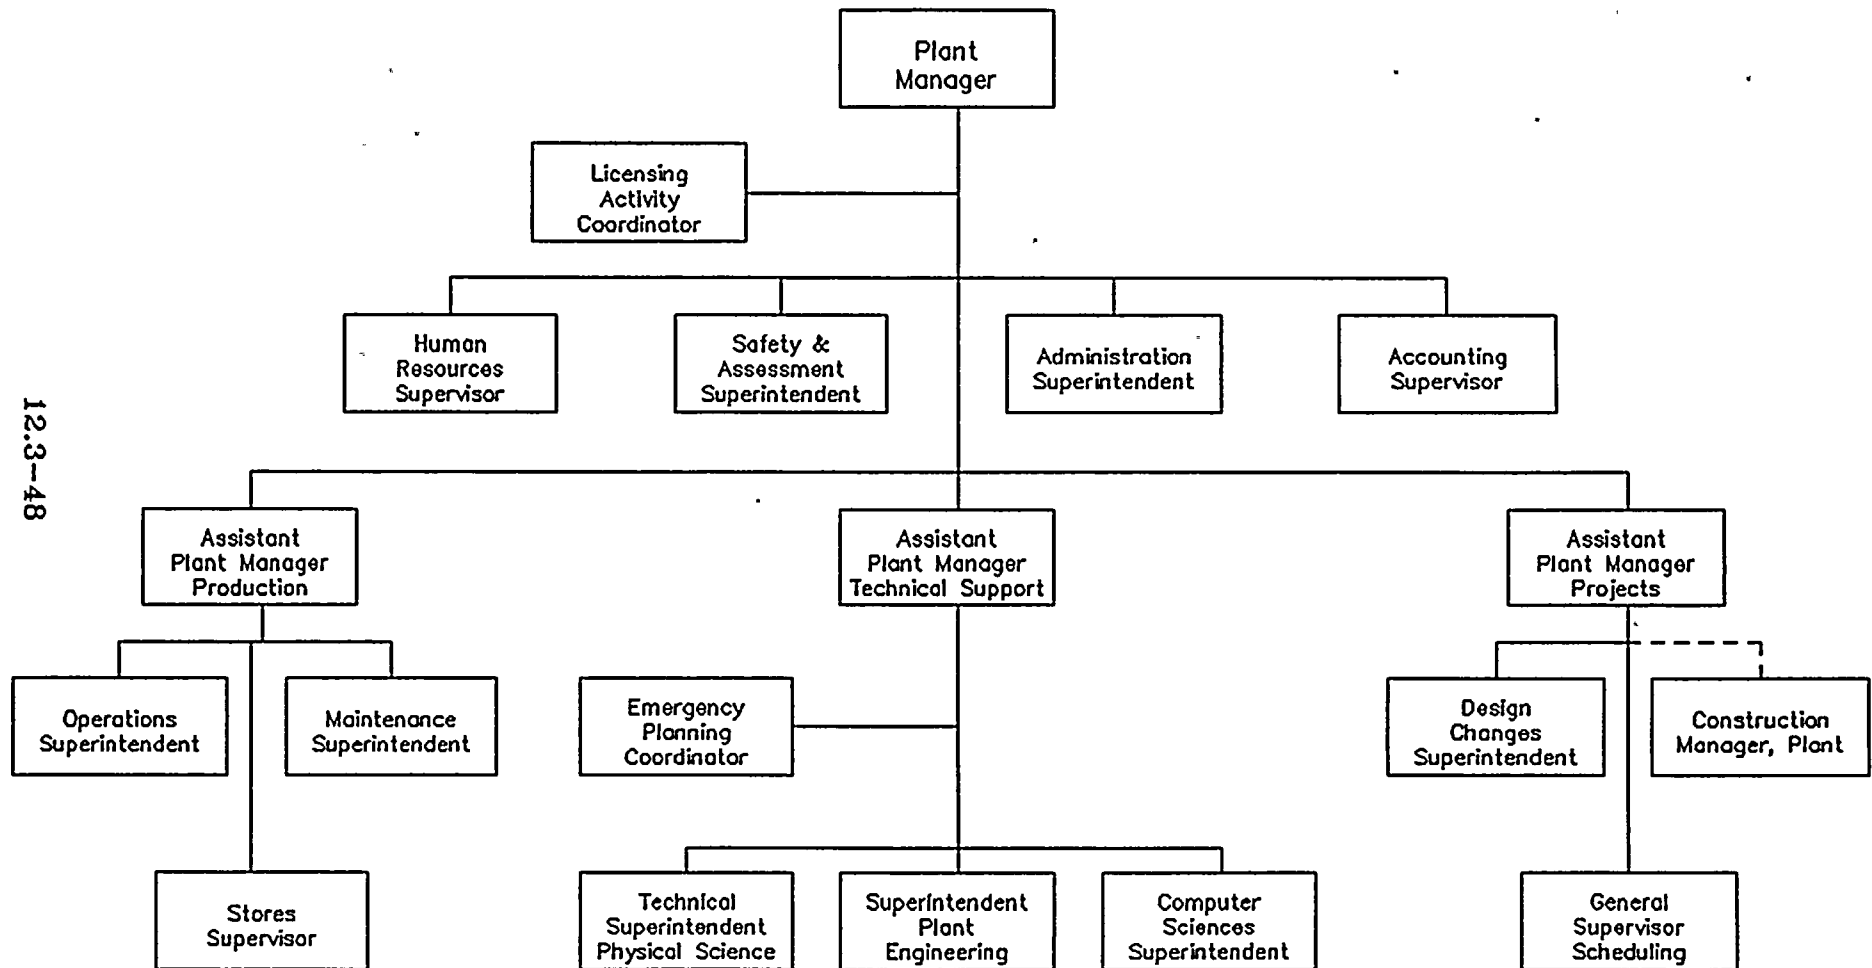 Plant
Manager
Licensing
Activity
Coordinator
Human
Resources
Supervisor
Safety &
Assessment
Superintendent
Administration
Superintendent
Accounting
Supervisor
12.3-48
Assistant
Plant Manager
Production
Assistant
Plant Manager
Technical Support
Assistant
Plant Manager
Projects
Operations
Superintendent
Maintenance
Superintendent
Emergency
Planning
Coordinator
Design
Changes
Superintendent
Construction
Manager, Plant
Stores
Supervisor
Technical
Superintendent
Physical Science
Superintendent
Plant
Engineering
Computer
Sciences
Superintendent
General
Supervisor
Scheduling